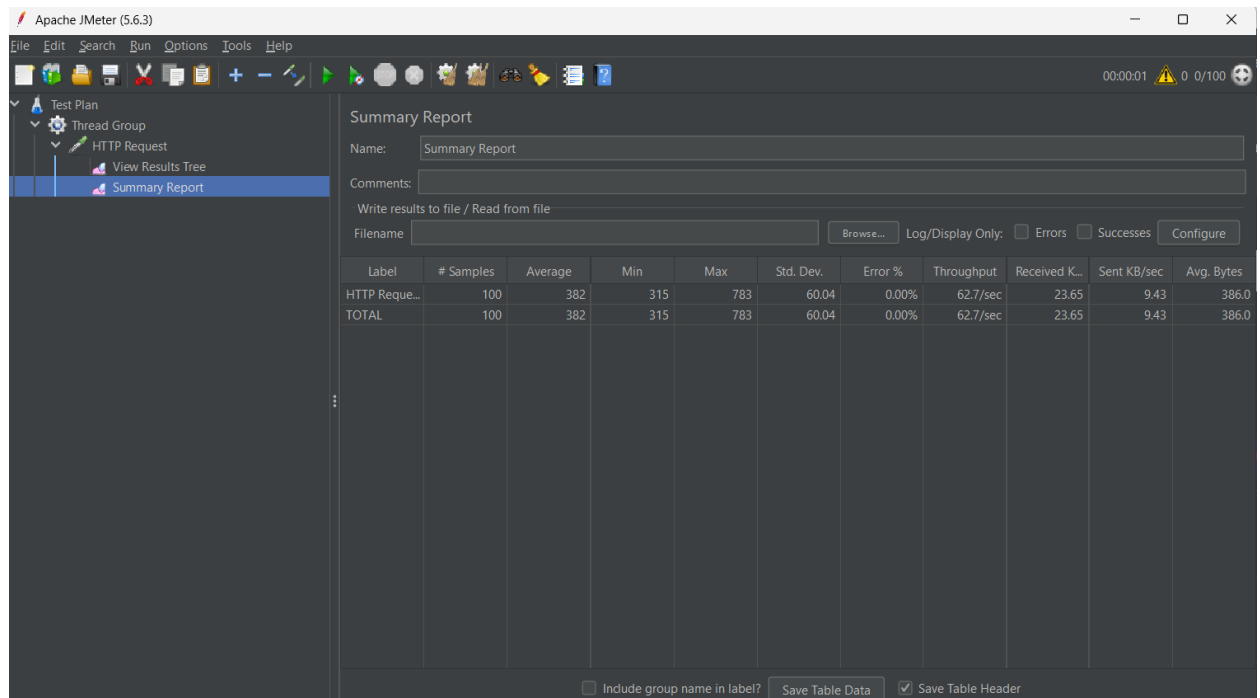 Apache JMeter (5.6.3)
File Edit Search Run Options Tools Help
00:00:01 0 0/100
Test Plan
Thread Group
HTTP Request
View Results Tree
Summary Report
Summary Report
Name: Summary Report
Comments:
Write results to file / Read from file
Filename Browse... Log/Display Only: Errors Successes Configure
Label # Samples Average Min Max Std. Dev. Error % Throughput Received K... Sent KB/sec Avg. Bytes
HTTP Reque... 100 382 315 783 60.04 0.00% 62.7/sec 23.65 9.43 386.0
TOTAL 100 382 315 783 60.04 0.00% 62.7/sec 23.65 9.43 386.0
Include group name in label? Save Table Data Save Table Header